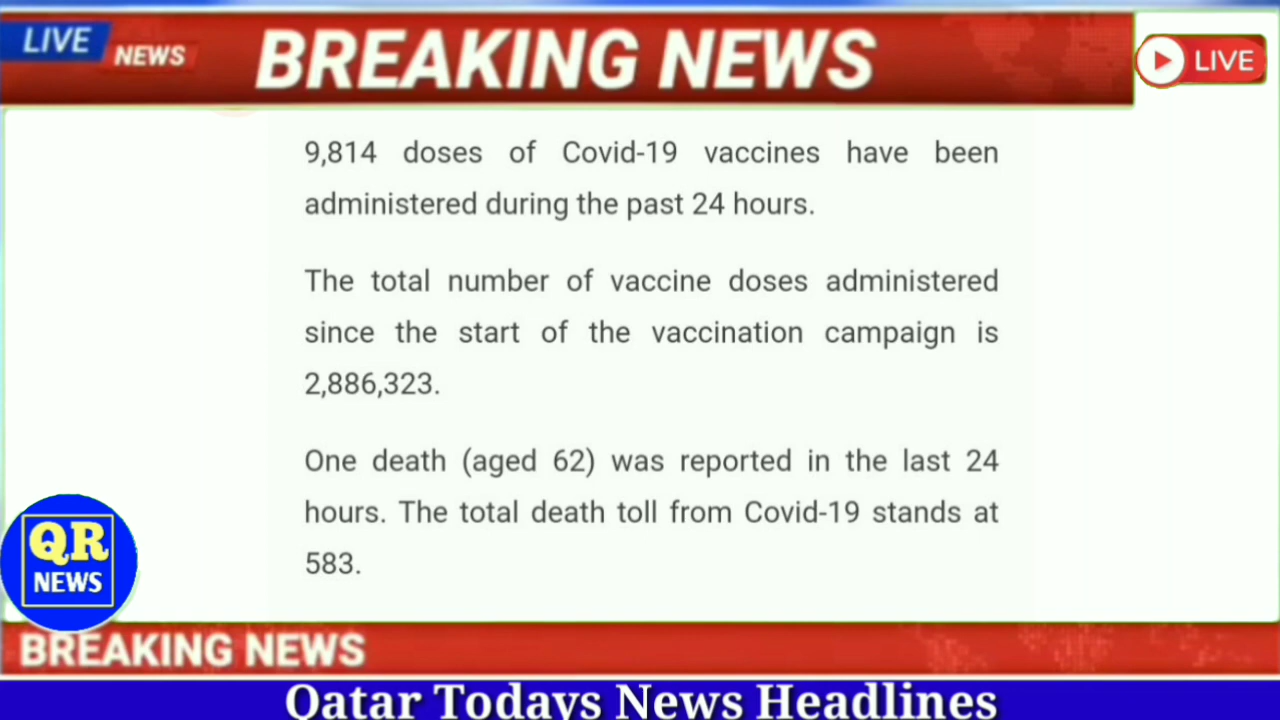 LIVE
NEWS
BREAKING NEWS
LIVE
9,814 doses of Covid-19 vaccines have been
administered during the past 24 hours.
The total number of vaccine doses administered
since the start of the vaccination campaign is
2,886,323.
One death (aged 62) was reported in the last 24
hours. The total death toll from Covid-19 stands at
583.
QR
NEWS
BREAKING NEWS
Qatar Todays News Headlines